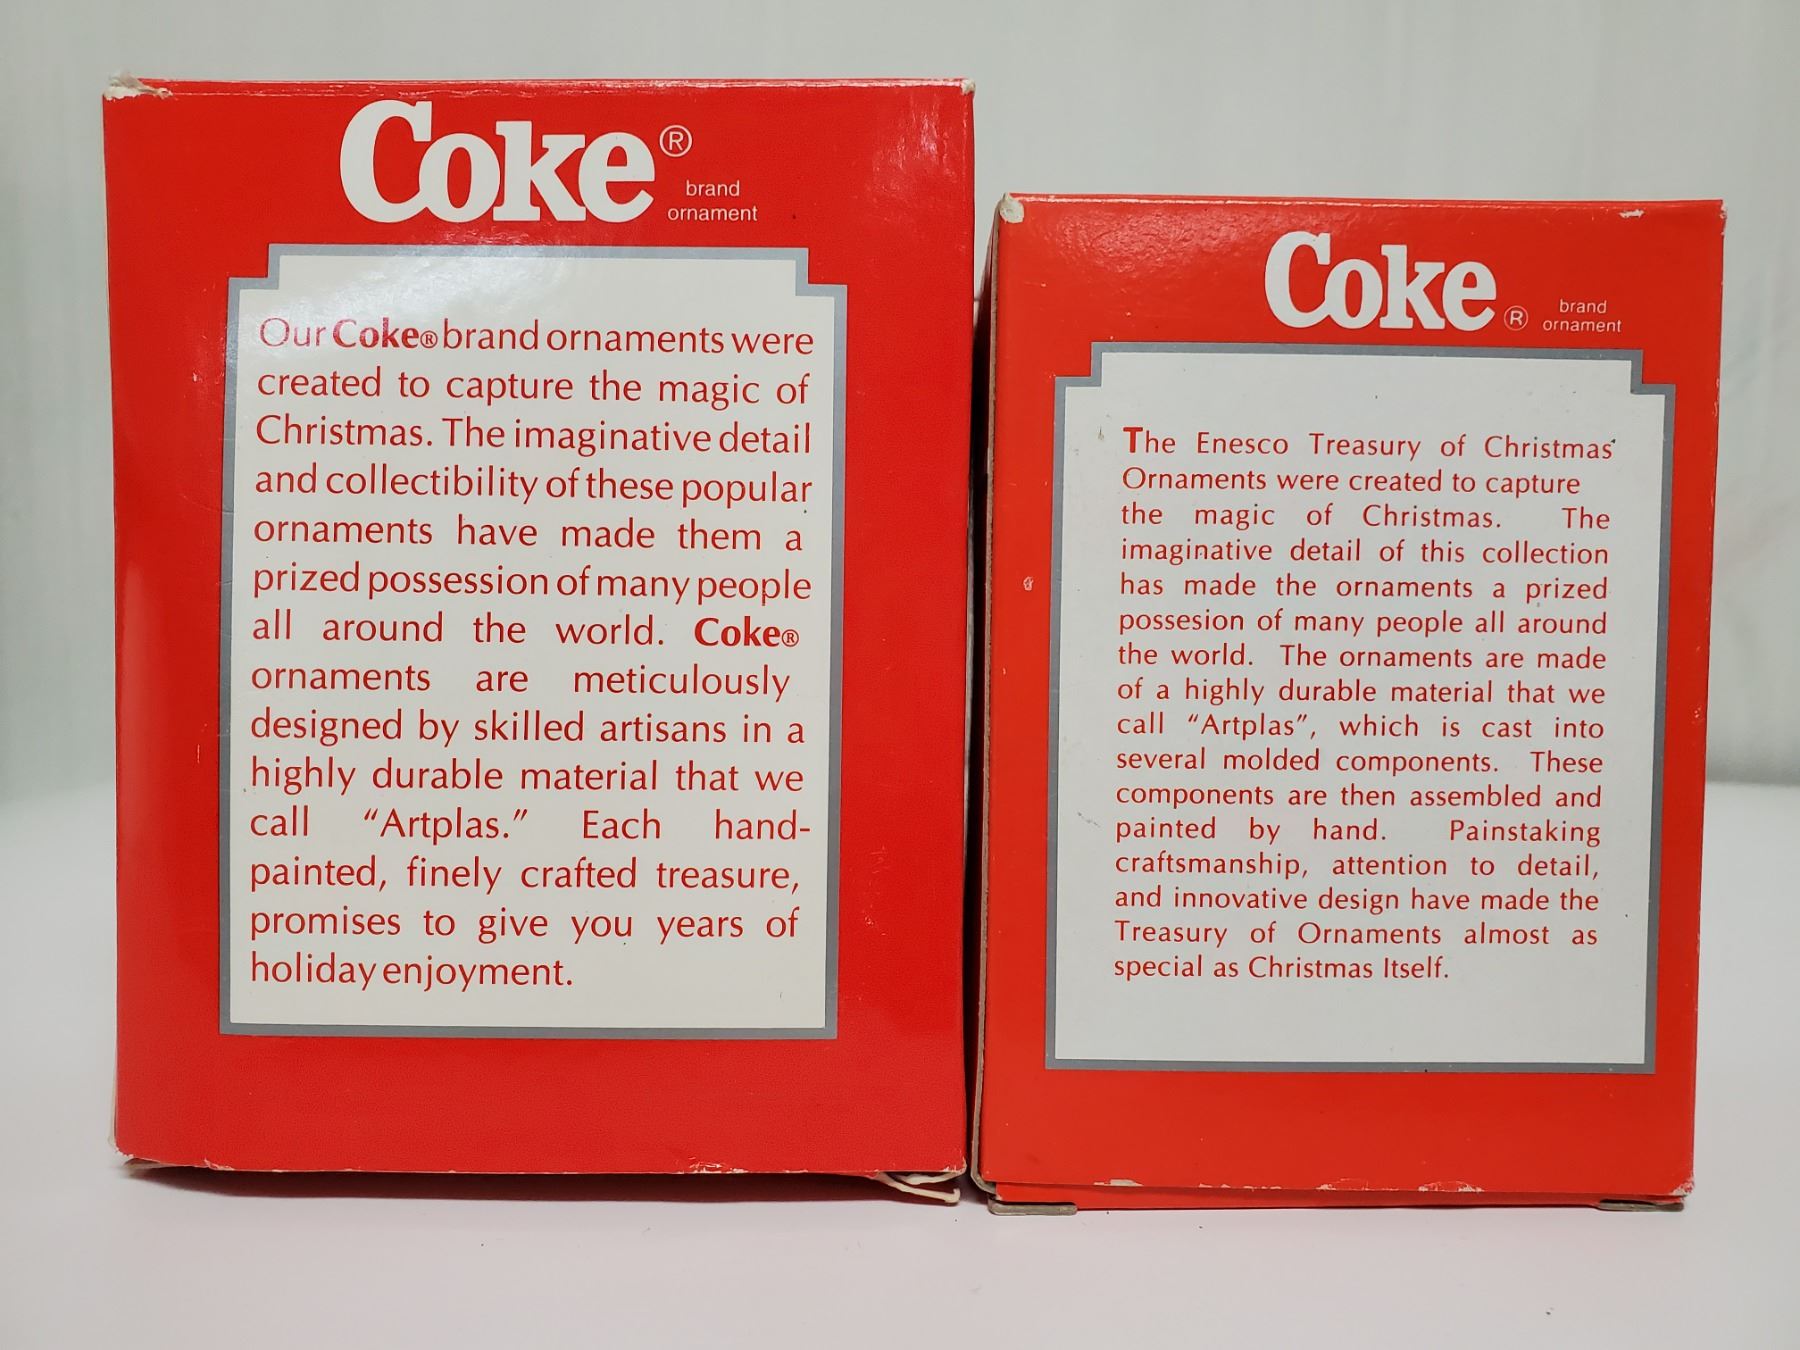 Coke®
brand
ornament
Our Coke® brand ornaments were
created to capture the magic of
Christmas. The imaginative detail
and collectibility of these popular
ornaments have made them a
prized possession of many people
all around the world. Coke®
ornaments are meticulously
designed by skilled artisans in a
highly durable material that we
call “Artplas.” Each hand-
painted, finely crafted treasure,
promises to give you years of
holiday enjoyment.
Coke®
brand
ornament
The Enesco Treasury of Christmas
Ornaments were created to capture
the magic of Christmas. The
imaginative detail of this collection
has made the ornaments a prized
possesion of many people all around
the world. The ornaments are made
of a highly durable material that we
call “Artplas”, which is cast into
several molded components. These
components are then assembled and
painted by hand. Painstaking
craftsmanship, attention to detail,
and innovative design have made the
Treasury of Ornaments almost as
special as Christmas Itself.